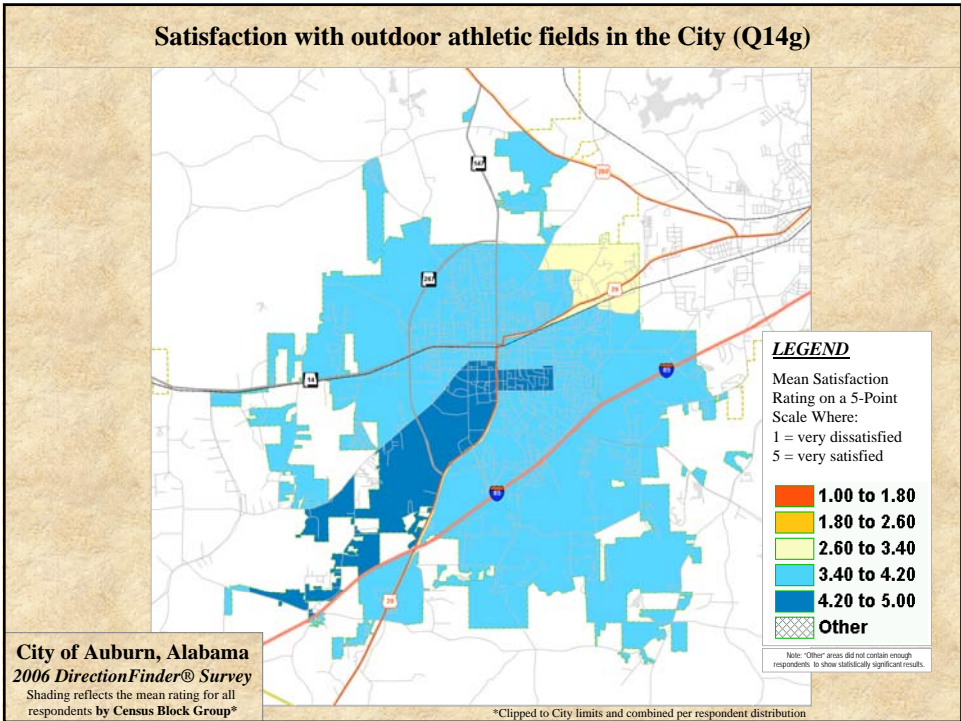 Satisfaction with outdoor athletic fields in the City (Q14g)
147
280
267
29
14
85
85
29
LEGEND
Mean Satisfaction
Rating on a 5-Point
Scale Where:
1 = very dissatisfied
5 = very satisfied
1.00 to 1.80
1.80 to 2.60
2.60 to 3.40
3.40 to 4.20
4.20 to 5.00
Other
Note: "Other" areas did not contain enough
respondents to show statistically significant results.
City of Auburn, Alabama
2006 DirectionFinder® Survey
Shading reflects the mean rating for all
respondents by Census Block Group*
*Clipped to City limits and combined per respondent distribution